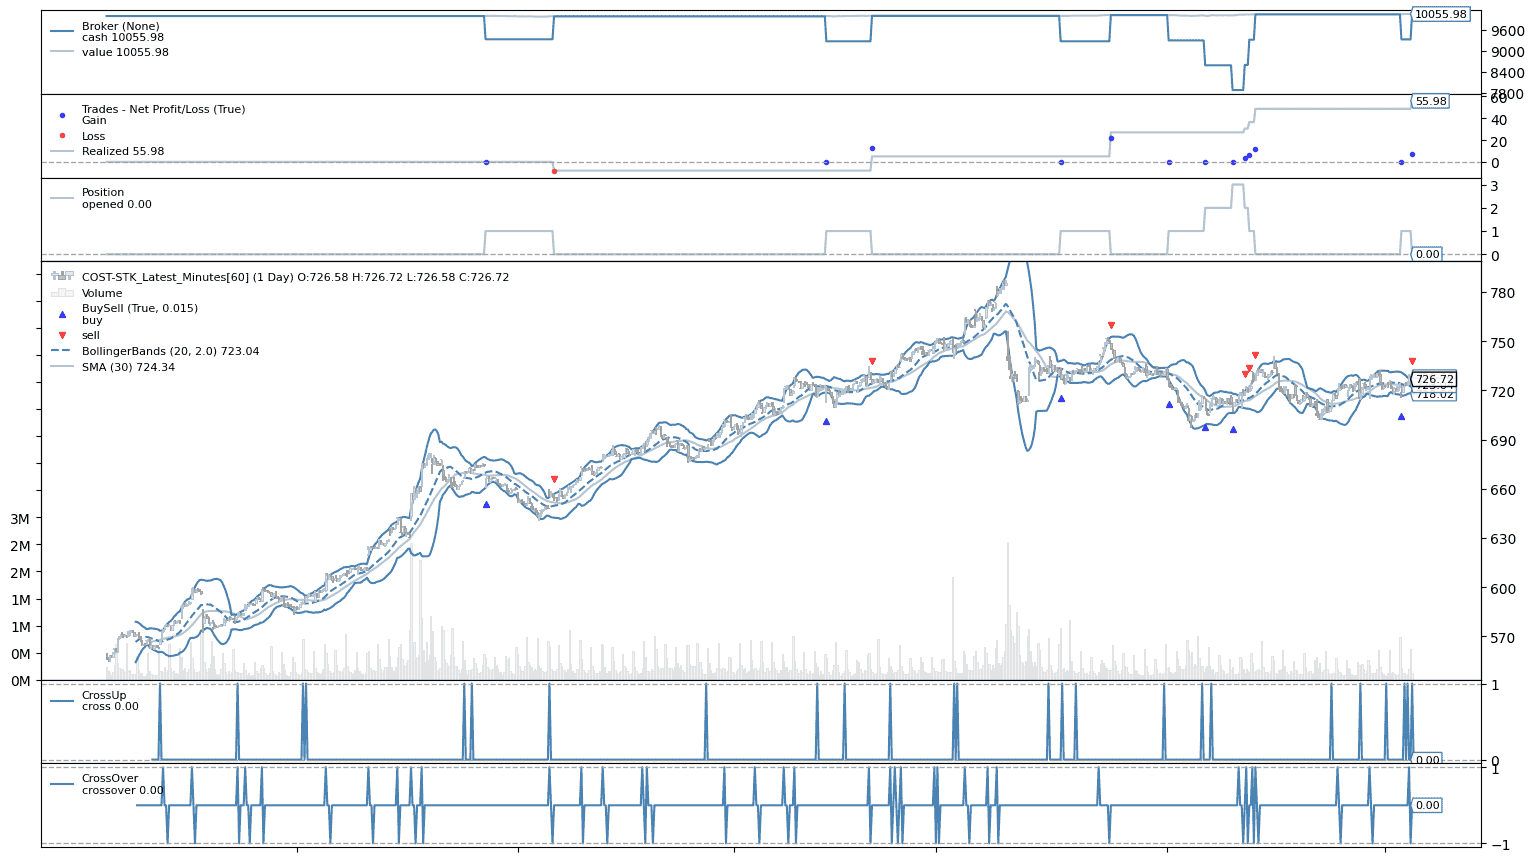 Broker (None)
cash 10055.98
value 10055.98
10055.98
9600
9000
8400
7800
Trades - Net Profit/Loss (True)
Gain
Loss
Realized 55.98
60
55.98
40
20
0
Position
opened 0.00
3
2
1
0
0.00
COST-STK_Latest_Minutes[60] (1 Day) O:726.58 H:726.72 L:726.58 C:726.72
Volume
BuySell (True, 0.015)
buy
sell
BollingerBands (20, 2.0) 723.04
SMA (30) 724.34
780
750
726.72
720
718.02
690
660
630
600
570
3M
2M
2M
1M
1M
0M
0M
CrossUp
cross 0.00
1
0.00
0
CrossOver
crossover 0.00
1
0.00
−1